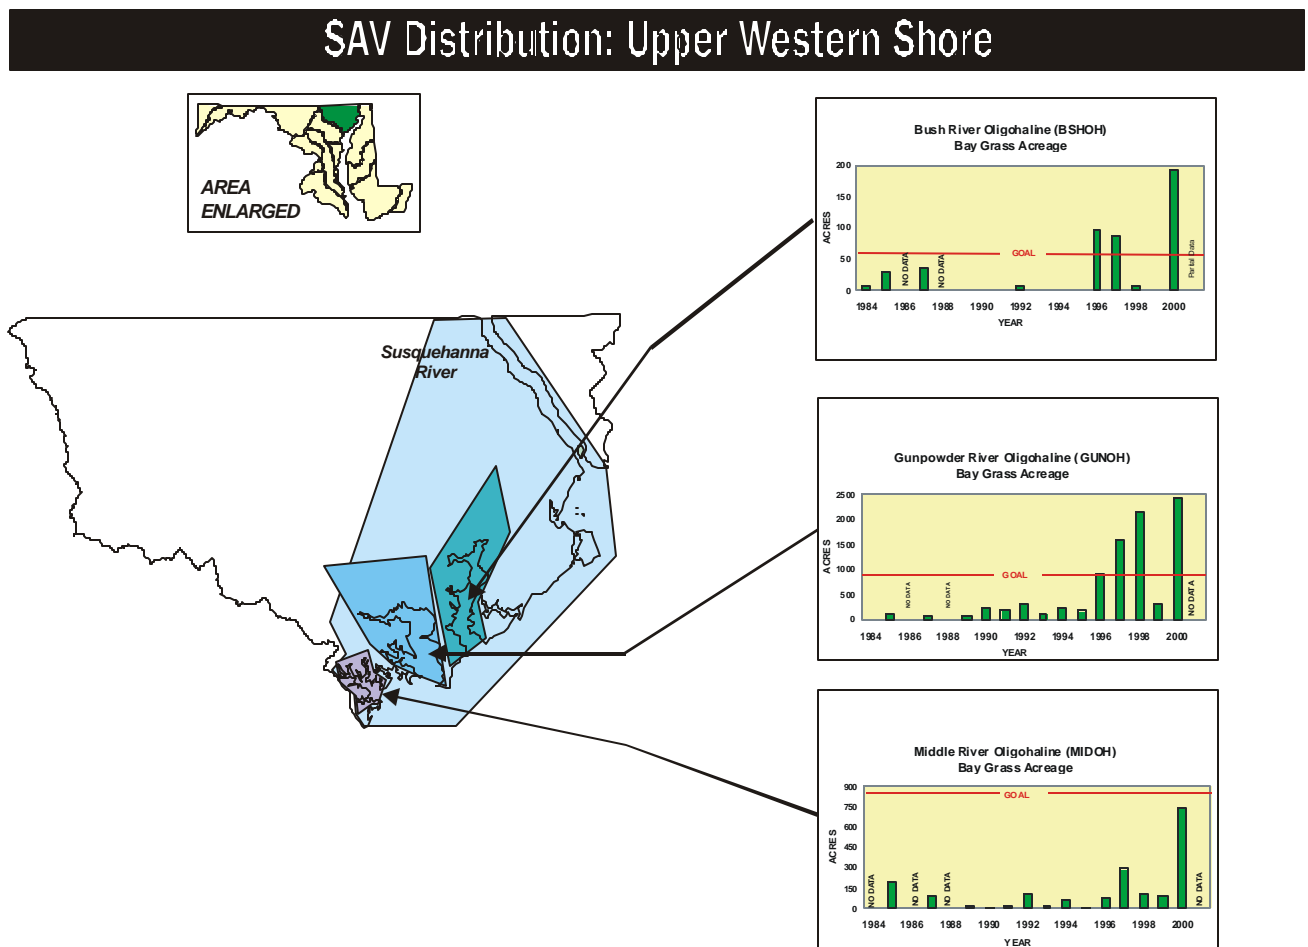 SAV Distribution: Upper Western Shore
AREA
ENLARGED
Susquehanna
River
Bush River Oligohaline (BSHOH)
Bay Grass Acreage
200
150
100
50
0
ACRES
GOAL
NO DATA
NO DATA
Partial Data
1984 1986 1988 1990 1992 1994 1996 1998 2000
YEAR
Gunpowder River Oligohaline (GUNOH)
Bay Grass Acreage
2500
2000
1500
1000
500
0
ACRES
GOAL
NO DATA
NO DATA
NO DATA
1984 1986 1988 1990 1992 1994 1996 1998 2000
YEAR
Middle River Oligohaline (MIDOH)
Bay Grass Acreage
900
750
600
450
300
150
0
ACRES
GOAL
NO DATA
NO DATA
NO DATA
NO DATA
1984 1986 1988 1990 1992 1994 1996 1998 2000
YEAR